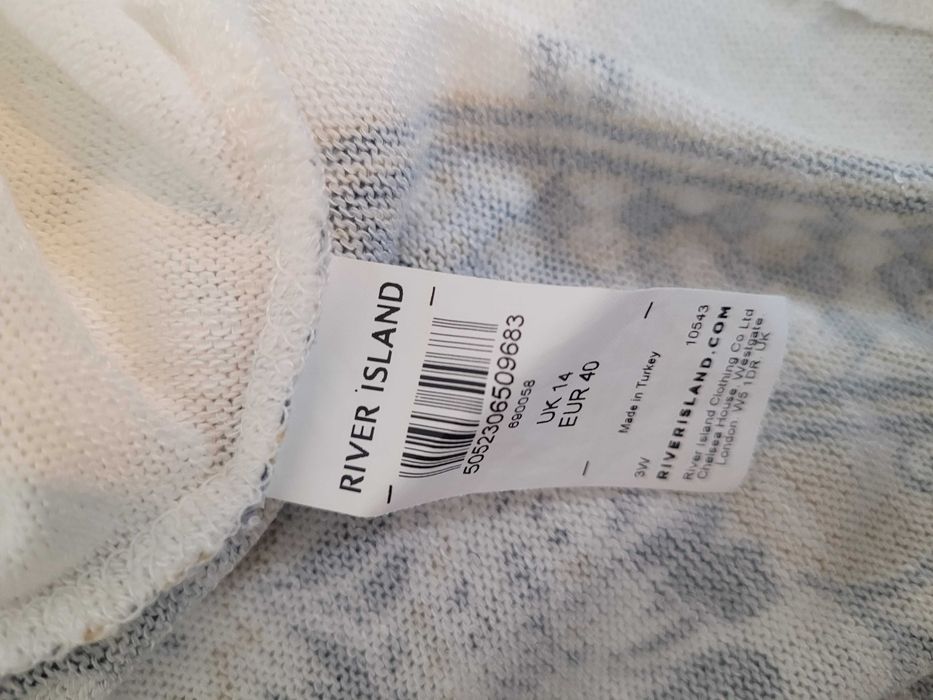 RIVER ISLAND
5052306509683
690058
UK 14
EUR 40
Made in Turkey
3W 10543
RIVERISLAND.COM
River Island Clothing Co Ltd
Chelsea House, Westgate
London W5 1DR UK